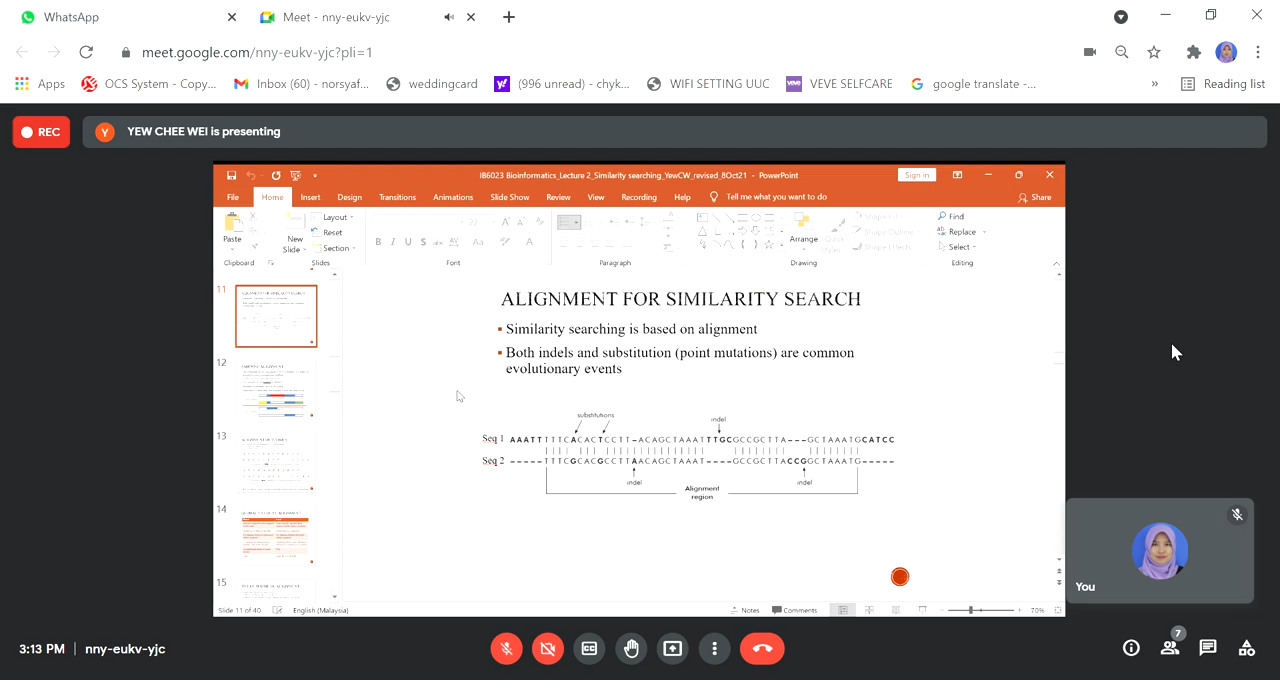 WhatsApp
Meet - nny-eukv-yjc
meet.google.com/nny-eukv-yjc?pli=1
Apps
OCS System - Copy...
Inbox (60) - norsyaf...
weddingcard
(996 unread) - chyk...
WIFI SETTING UUC
VEVE SELFCARE
google translate -...
Reading list
REC
Y
YEW CHEE WEI is presenting
IB6023 Bioinformatics_Lecture 2_Similarity searching_YewCW_revised_8Oct21 - PowerPoint
Sign in
File
Home
Insert
Design
Transitions
Animations
Slide Show
Review
View
Recording
Help
Tell me what you want to do
Share
Paste
New
Slide
Layout
Reset
Section
Arrange
Find
Replace
Select
Clipboard
Slides
Font
Paragraph
Drawing
Editing
11
12
13
14
15
ALIGNMENT FOR SIMILARITY SEARCH
Similarity searching is based on alignment
Both indels and substitution (point mutations) are common
evolutionary events
substitutions
indel
Seq 1 AAATTTTTCACACTCCTT-ACAGCTAAATTTGCGCCGCTTA---GCTAAATGCATCC
Seq 2 -----TTTCGCACGCCTTAACAGCTAAAT----GCCGCTTACCGGCTAAATG-----
indel
indel
Alignment
region
Slide 11 of 40
English (Malaysia)
Notes
Comments
70%
You
3:13 PM
nny-eukv-yjc
7